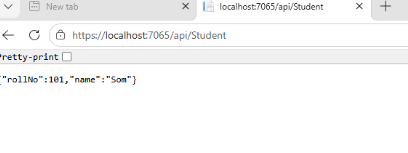 New tab
localhost:7065/api/Student
https://localhost:7065/api/Student
Pretty-print
{"rollNo":101,"name":"Som"}